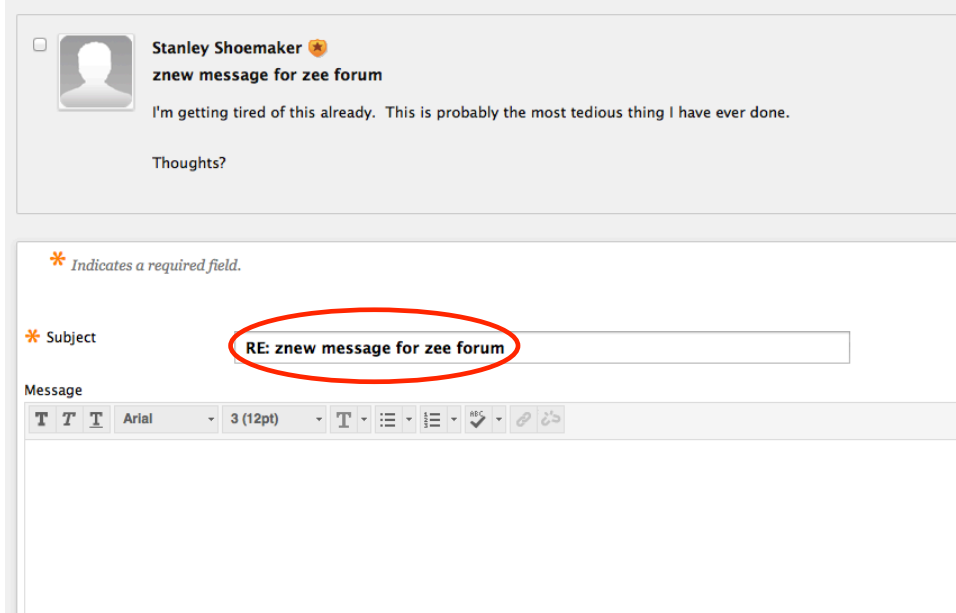 Stanley Shoemaker
znew message for zee forum
I'm getting tired of this already.  This is probably the most tedious thing I have ever done.
Thoughts?
* Indicates a required field.
* Subject
RE: znew message for zee forum
Message
T T T Arial 3 (12pt) T ABC